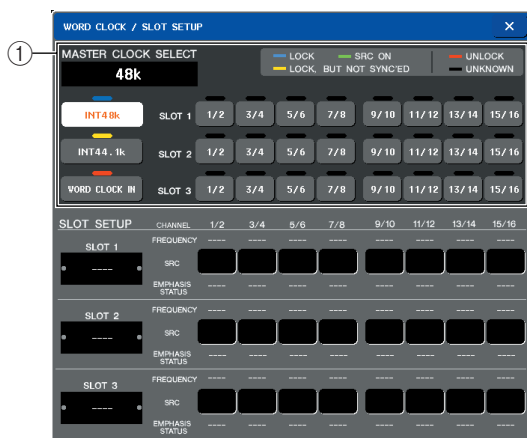 WORD CLOCK / SLOT SETUP ×
1
MASTER CLOCK SELECT
48k
LOCK SRC ON UNLOCK
LOCK, BUT NOT SYNC'ED UNKNOWN
INT48k SLOT 1 1/2 3/4 5/6 7/8 9/10 11/12 13/14 15/16
INT44.1k SLOT 2 1/2 3/4 5/6 7/8 9/10 11/12 13/14 15/16
WORD CLOCK IN SLOT 3 1/2 3/4 5/6 7/8 9/10 11/12 13/14 15/16
SLOT SETUP CHANNEL 1/2 3/4 5/6 7/8 9/10 11/12 13/14 15/16
SLOT 1 FREQUENCY ---- ---- ---- ---- ---- ---- ---- ----
---- SRC
EMPHASIS STATUS ---- ---- ---- ---- ---- ---- ---- ----
SLOT 2 FREQUENCY ---- ---- ---- ---- ---- ---- ---- ----
---- SRC
EMPHASIS STATUS ---- ---- ---- ---- ---- ---- ---- ----
SLOT 3 FREQUENCY ---- ---- ---- ---- ---- ---- ---- ----
---- SRC
EMPHASIS STATUS ---- ---- ---- ---- ---- ---- ---- ----